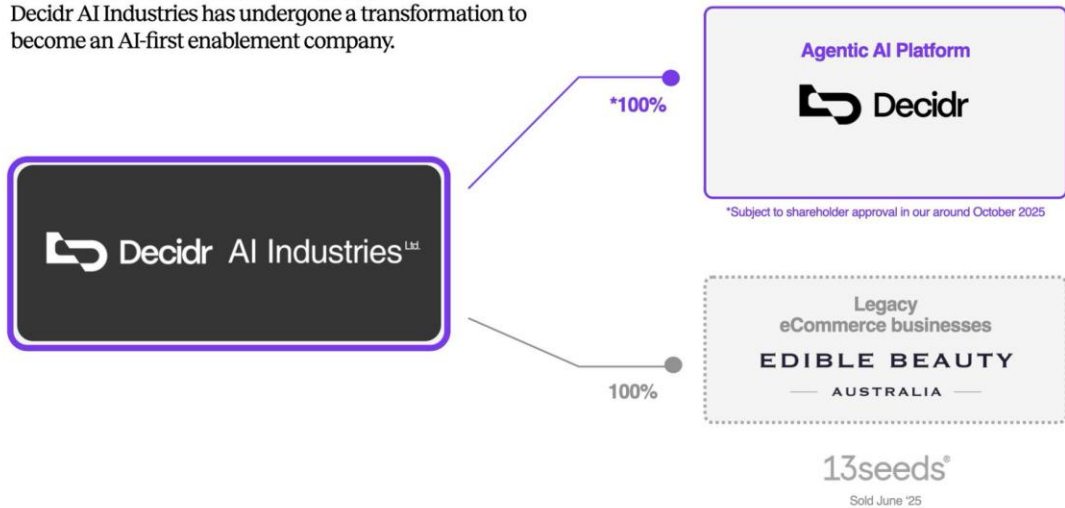 Decidr AI Industries has undergone a transformation to
become an AI-first enablement company.
Agentic AI Platform
Decidr
*100%
*Subject to shareholder approval in our around October 2025
Decidr AI Industries Ltd.
Legacy
eCommerce businesses
EDIBLE BEAUTY
AUSTRALIA
100%
13seeds®
Sold June '25